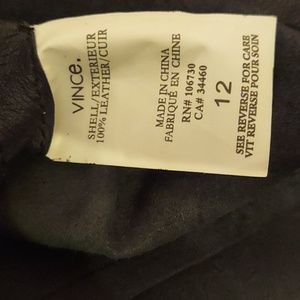 VINCE.
SHELL/EXTERIEUR
100% LEATHER/CUIR
MADE IN CHINA
FABRIQUÉ EN CHINE
RN# 106730
CA# 34460
12
SEE REVERSE FOR CARE
VIT REVERSE POUR SOIN